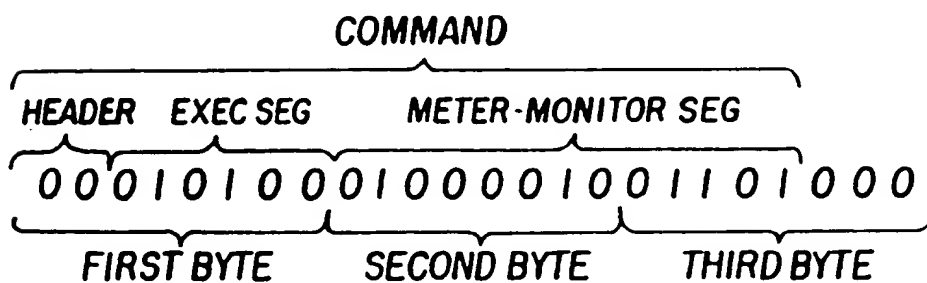 COMMAND
HEADER EXEC SEG METER-MONITOR SEG
0 0 0 1 0 1 0 0 0 1 0 0 0 0 1 0 0 1 1 0 1 0 0 0
FIRST BYTE SECOND BYTE THIRD BYTE